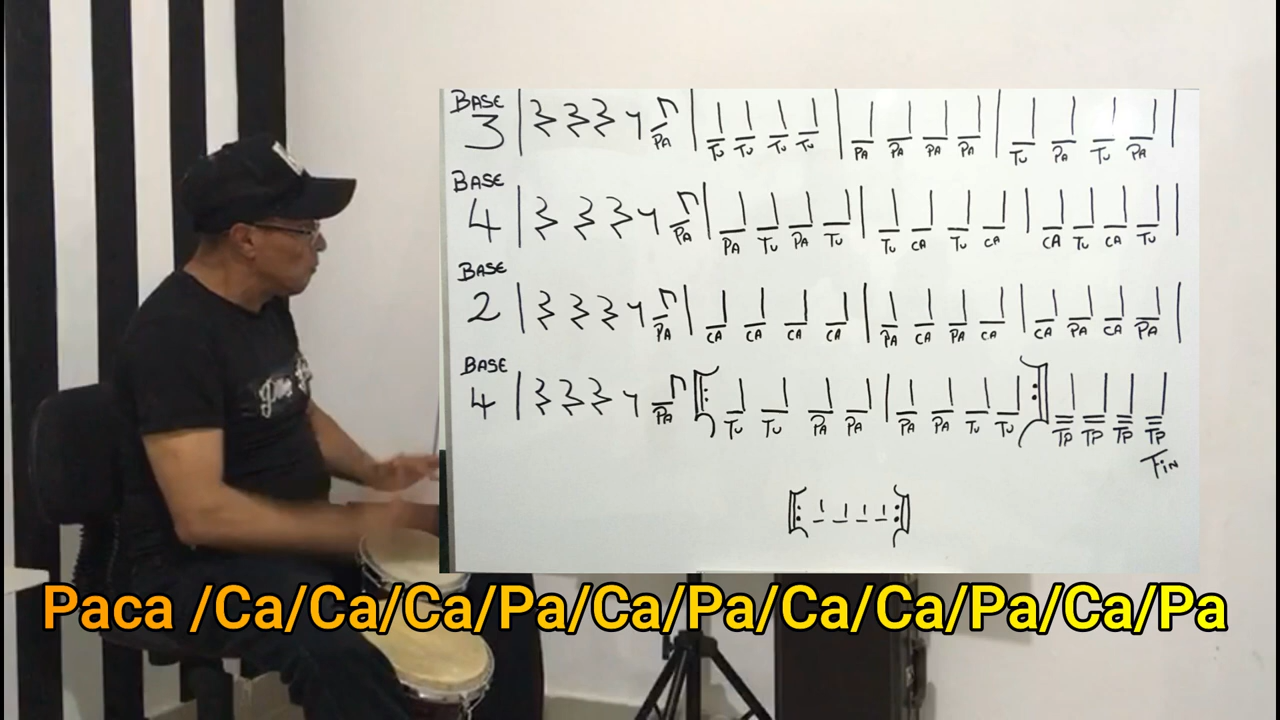 BASE
3 PA TU TU TU TU PA PA PA PA TU PA TU PA
BASE
4 PA PA TU PA TU TU CA TU CA CA TU CA TU
BASE
2 PA CA CA CA CA PA CA PA CA CA PA CA PA
BASE
4 PA TU TU PA PA PA PA TU TU TP TP TP TP
Fin
Paca /Ca/Ca/Ca/Pa/Ca/Pa/Ca/Ca/Pa/Ca/Pa